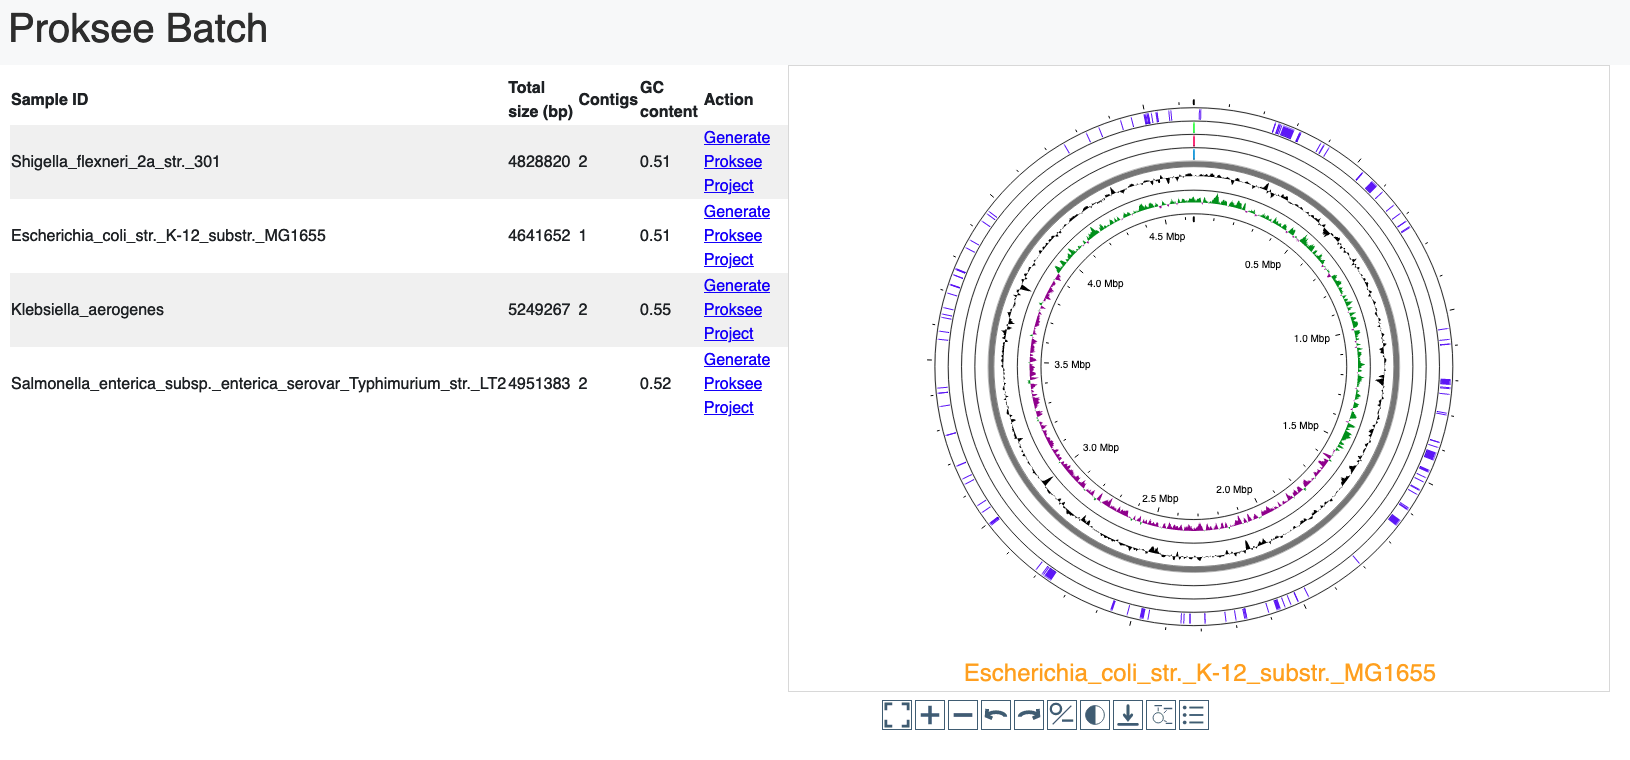 Proksee Batch
Sample ID Total size (bp) Contigs GC content Action
Shigella_flexneri_2a_str._301 4828820 2 0.51 Generate Proksee Project
Escherichia_coli_str._K-12_substr._MG1655 4641652 1 0.51 Generate Proksee Project
Klebsiella_aerogenes 5249267 2 0.55 Generate Proksee Project
Salmonella_enterica_subsp._enterica_serovar_Typhimurium_str._LT2 4951383 2 0.52 Generate Proksee Project
4.5 Mbp
0.5 Mbp
4.0 Mbp
1.0 Mbp
3.5 Mbp
1.5 Mbp
3.0 Mbp
2.0 Mbp
2.5 Mbp
Escherichia_coli_str._K-12_substr._MG1655